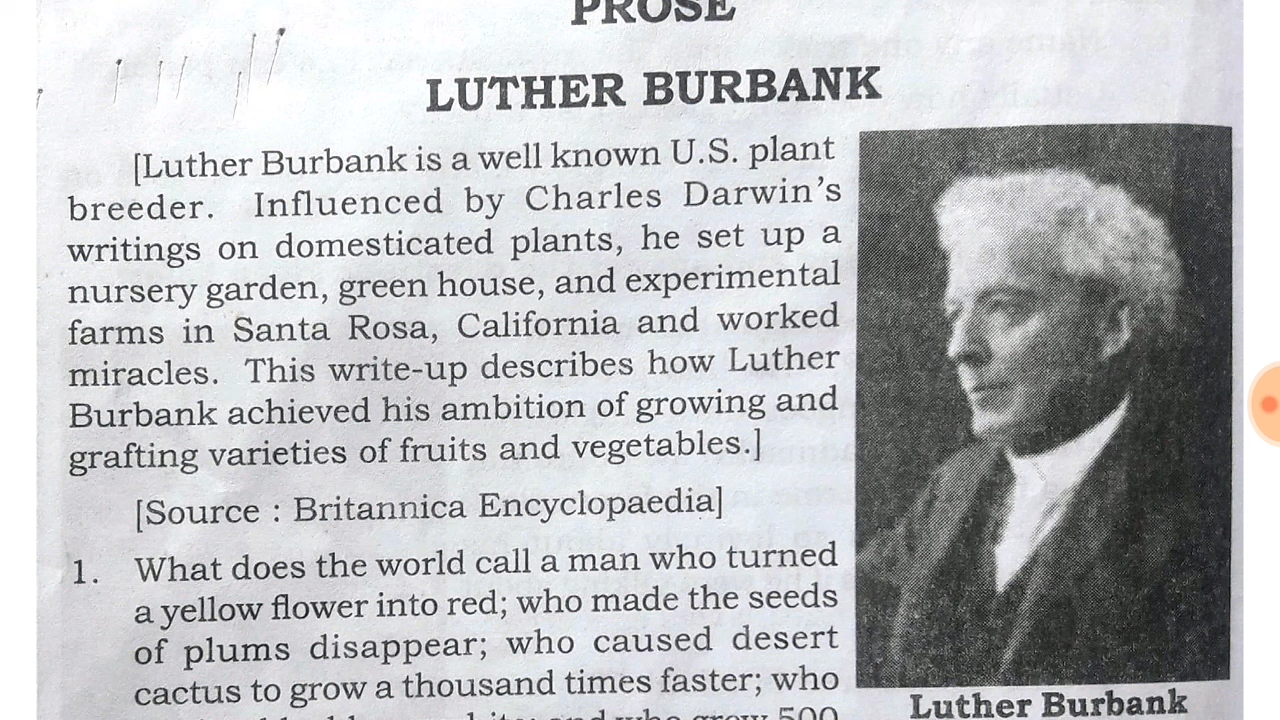 PROSE
LUTHER BURBANK
[Luther Burbank is a well known U.S. plant
breeder. Influenced by Charles Darwin's
writings on domesticated plants, he set up a
nursery garden, green house, and experimental
farms in Santa Rosa, California and worked
miracles. This write-up describes how Luther
Burbank achieved his ambition of growing and
grafting varieties of fruits and vegetables.]
[Source : Britannica Encyclopaedia]
1. What does the world call a man who turned
a yellow flower into red; who made the seeds
of plums disappear; who caused desert
cactus to grow a thousand times faster; who
and who grew 500
Luther Burbank